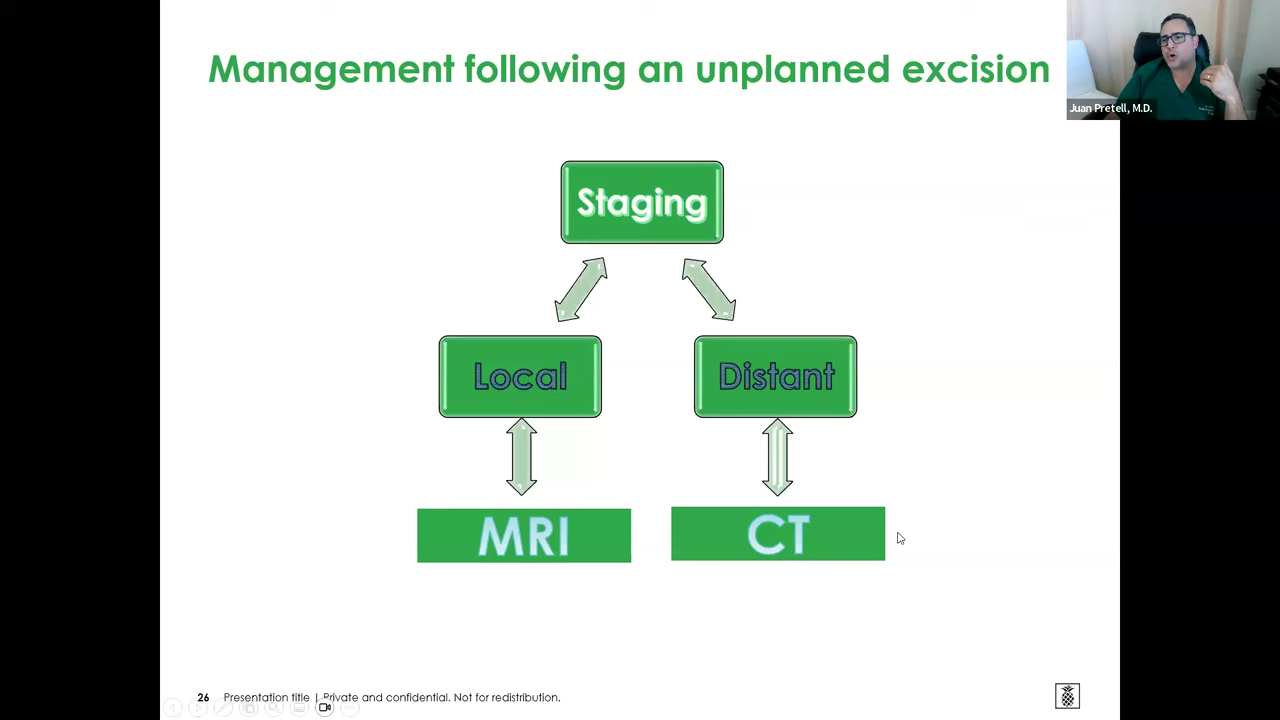 Management following an unplanned excision
Juan Pretell, M.D.
Staging
Local
Distant
MRI
CT
26 Presentation title | Private and confidential. Not for redistribution.